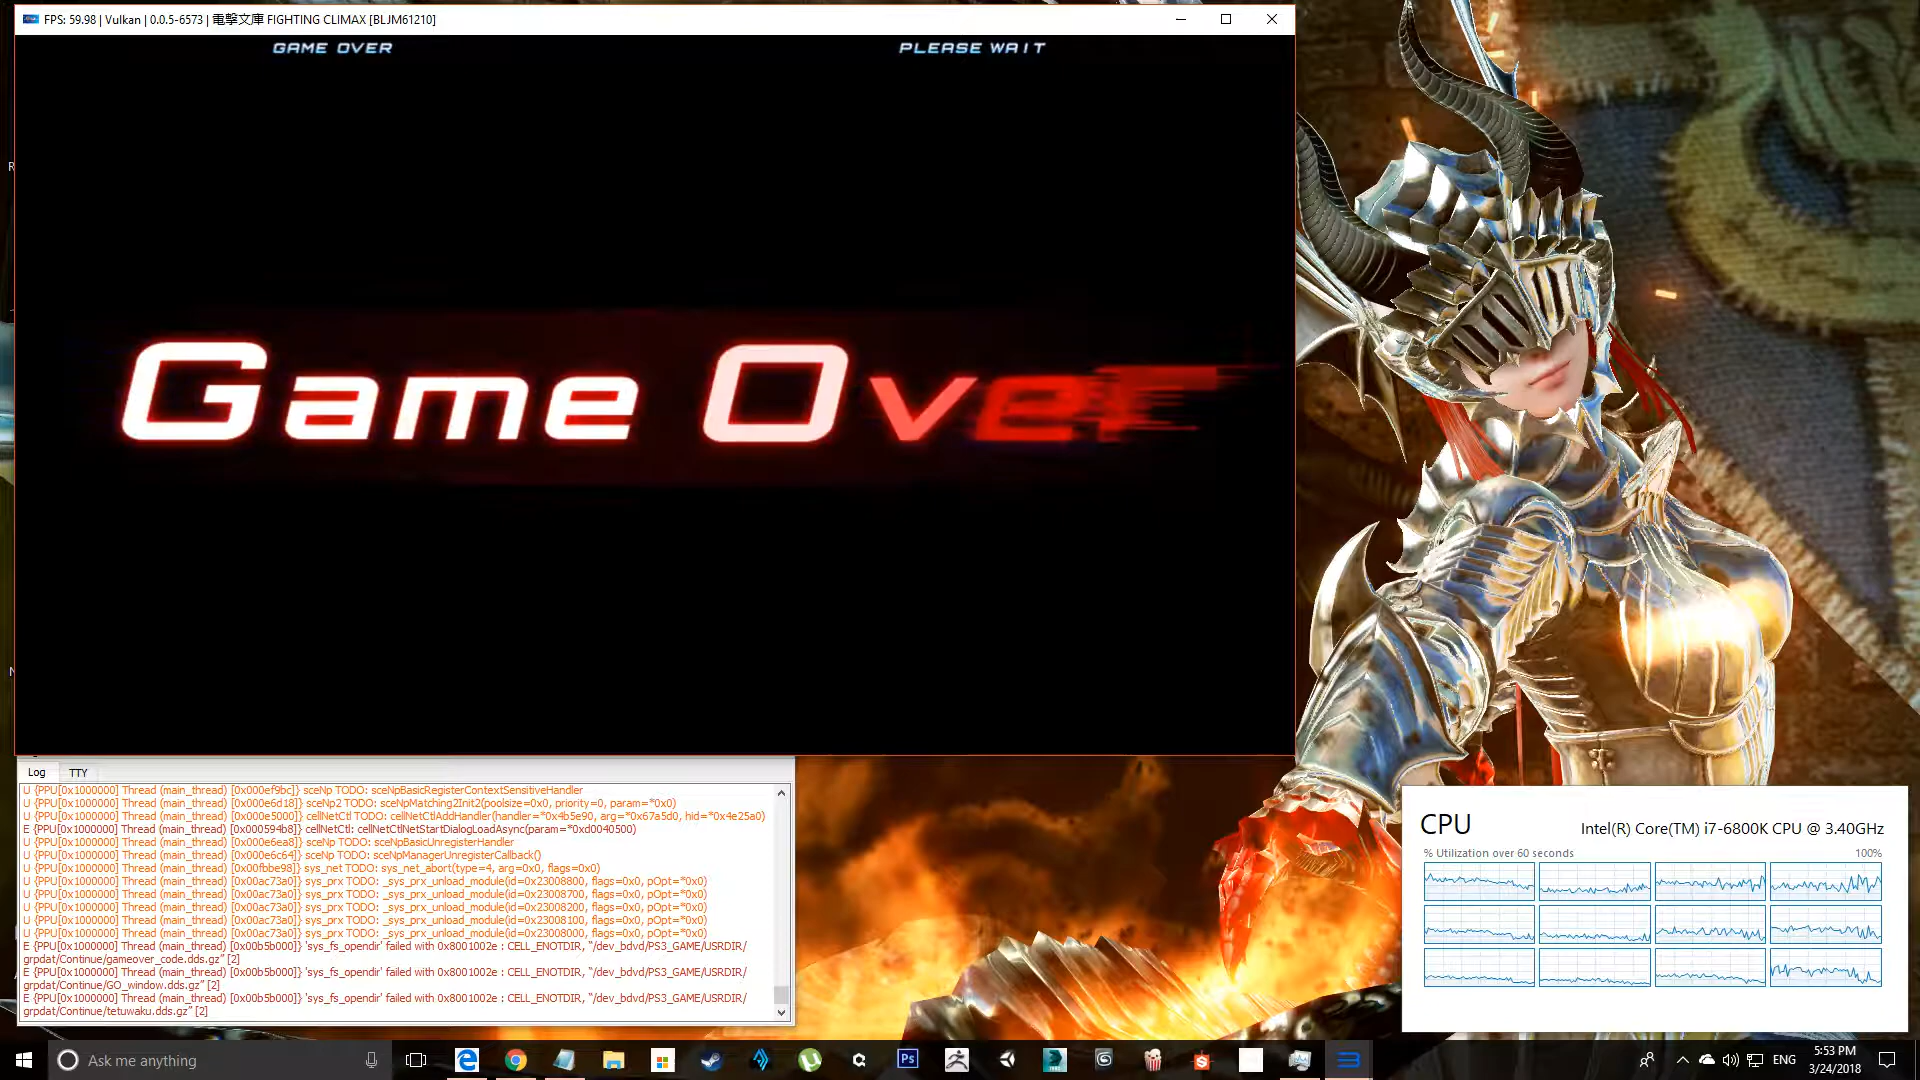 FPS: 59.98 | Vulkan | 0.0.5-6573 | 電撃文庫 FIGHTING CLIMAX [BLJM61210]
GAME OVER
PLEASE WAIT
Game Over
Log
TTY
U {PPU[0x1000000] Thread (main_thread) [0x000ef9bc]} sceNp TODO: sceNpBasicRegisterContextSensitiveHandler
U {PPU[0x1000000] Thread (main_thread) [0x000e6d18]} sceNp2 TODO: sceNpMatching2Init2(poolsize=0x0, priority=0, param=*0x0)
U {PPU[0x1000000] Thread (main_thread) [0x000e5000]} cellNetCtl TODO: cellNetCtlAddHandler(handler=*0x4b5e90, arg=*0x67a5d0, hid=*0x4e25a0)
E {PPU[0x1000000] Thread (main_thread) [0x000594b8]} cellNetCtl: cellNetCtlNetStartDialogLoadAsync(param=*0xd0040500)
U {PPU[0x1000000] Thread (main_thread) [0x000e6ea8]} sceNp TODO: sceNpBasicUnregisterHandler
U {PPU[0x1000000] Thread (main_thread) [0x000e6c64]} sceNp TODO: sceNpManagerUnregisterCallback()
U {PPU[0x1000000] Thread (main_thread) [0x00fbbe98]} sys_net TODO: sys_net_abort(type=4, arg=0x0, flags=0x0)
U {PPU[0x1000000] Thread (main_thread) [0x00ac73a0]} sys_prx TODO: _sys_prx_unload_module(id=0x23008800, flags=0x0, pOpt=*0x0)
U {PPU[0x1000000] Thread (main_thread) [0x00ac73a0]} sys_prx TODO: _sys_prx_unload_module(id=0x23008700, flags=0x0, pOpt=*0x0)
U {PPU[0x1000000] Thread (main_thread) [0x00ac73a0]} sys_prx TODO: _sys_prx_unload_module(id=0x23008200, flags=0x0, pOpt=*0x0)
U {PPU[0x1000000] Thread (main_thread) [0x00ac73a0]} sys_prx TODO: _sys_prx_unload_module(id=0x23008100, flags=0x0, pOpt=*0x0)
U {PPU[0x1000000] Thread (main_thread) [0x00ac73a0]} sys_prx TODO: _sys_prx_unload_module(id=0x23008000, flags=0x0, pOpt=*0x0)
E {PPU[0x1000000] Thread (main_thread) [0x00b5b000]} 'sys_fs_opendir' failed with 0x8001002e : CELL_ENOTDIR, “/dev_bdvd/PS3_GAME/USRDIR/
grpdat/Continue/gameover_code.dds.gz” [2]
E {PPU[0x1000000] Thread (main_thread) [0x00b5b000]} 'sys_fs_opendir' failed with 0x8001002e : CELL_ENOTDIR, “/dev_bdvd/PS3_GAME/USRDIR/
grpdat/Continue/GO_window.dds.gz” [2]
E {PPU[0x1000000] Thread (main_thread) [0x00b5b000]} 'sys_fs_opendir' failed with 0x8001002e : CELL_ENOTDIR, “/dev_bdvd/PS3_GAME/USRDIR/
grpdat/Continue/tetuwaku.dds.gz” [2]
CPU
Intel(R) Core(TM) i7-6800K CPU @ 3.40GHz
% Utilization over 60 seconds
100%
Ask me anything
Ps
ENG
5:53 PM
3/24/2018